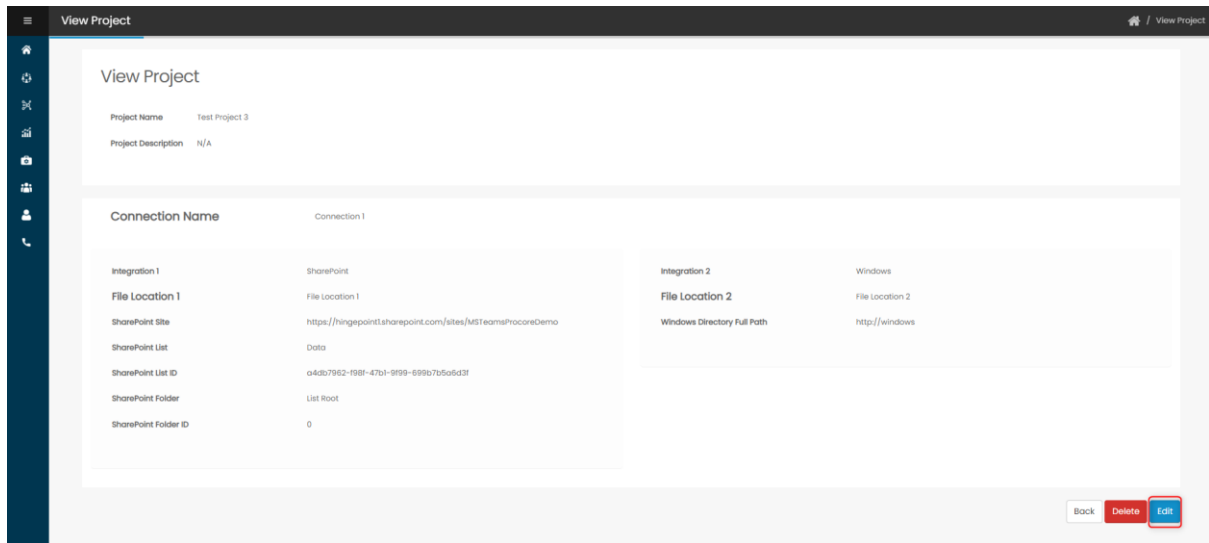 View Project
/ View Project
View Project
Project Name Test Project 3
Project Description N/A
Connection Name Connection 1
Integration 1 SharePoint
File Location 1 File Location 1
SharePoint Site https://hingepoint1.sharepoint.com/sites/MSTeamsProcoreDemo
SharePoint List Data
SharePoint List ID a4db7962-f98f-47b1-9f99-699b7b5a6d3f
SharePoint Folder List Root
SharePoint Folder ID 0
Integration 2 Windows
File Location 2 File Location 2
Windows Directory Full Path http://windows
Back Delete Edit